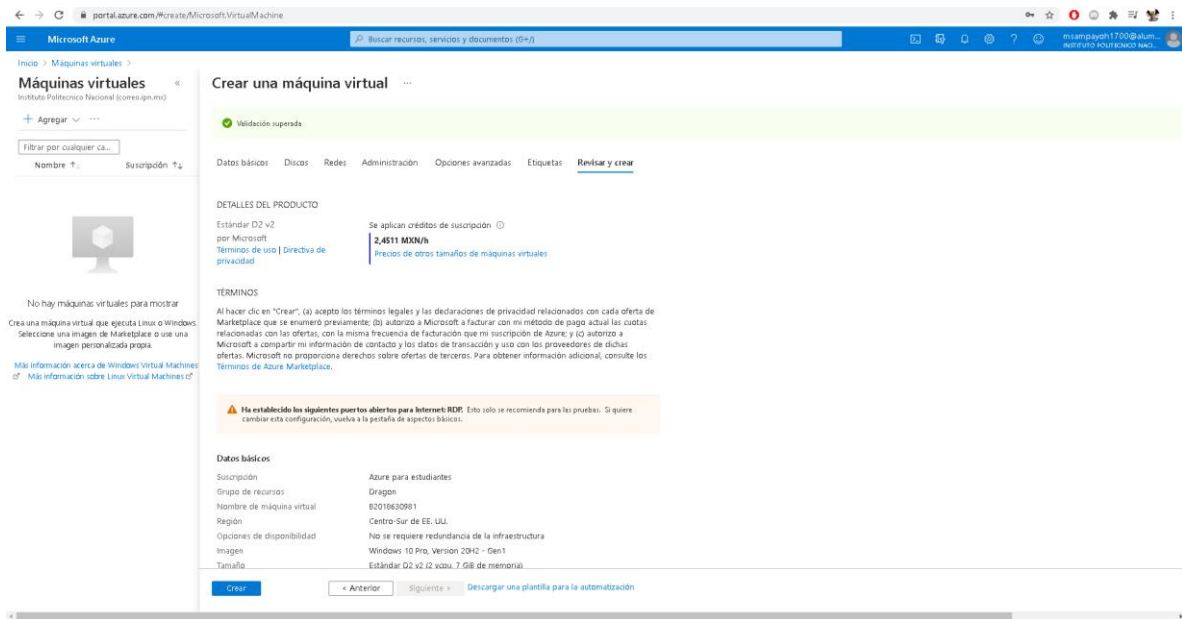 portal.azure.com/#create/Microsoft.VirtualMachine
Microsoft Azure
Buscar recursos, servicios y documentos (G+/)
msampayoh1700@alum...
INSTITUTO POLITECNICO NACI...
Inicio > Máquinas virtuales >
Máquinas virtuales «
Instituto Politecnico Nacional (correo.ipn.mx)
+ Agregar ...
Filtrar por cualquier ca...
Nombre ↑↓ Suscripción ↑↓
No hay máquinas virtuales para mostrar
Crea una máquina virtual que ejecuta Linux o Windows.
Seleccione una imagen de Marketplace o use una
imagen personalizada propia.
Más información acerca de Windows Virtual Machines
Más información sobre Linux Virtual Machines
Crear una máquina virtual ...
Validación superada
Datos básicos Discos Redes Administración Opciones avanzadas Etiquetas Revisar y crear
DETALLES DEL PRODUCTO
Estándar D2 v2
por Microsoft
Términos de uso | Directiva de
privacidad
Se aplican créditos de suscripción
2,4511 MXN/h
Precios de otros tamaños de máquinas virtuales
TÉRMINOS
Al hacer clic en "Crear", (a) acepto los términos legales y las declaraciones de privacidad relacionados con cada oferta de
Marketplace que se enumeró previamente; (b) autorizo a Microsoft a facturar con mi método de pago actual las cuotas
relacionadas con las ofertas, con la misma frecuencia de facturación que mi suscripción de Azure; y (c) autorizo a
Microsoft a compartir mi información de contacto y los datos de transacción y uso con los proveedores de dichas
ofertas. Microsoft no proporciona derechos sobre ofertas de terceros. Para obtener información adicional, consulte los
Términos de Azure Marketplace.
Ha establecido los siguientes puertos abiertos para Internet: RDP. Esto solo se recomienda para las pruebas. Si quiere
cambiar esta configuración, vuelva a la pestaña de aspectos básicos.
Datos básicos
Suscripción Azure para estudiantes
Grupo de recursos Dragon
Nombre de máquina virtual B2018630981
Región Centro-Sur de EE. UU.
Opciones de disponibilidad No se requiere redundancia de la infraestructura
Imagen Windows 10 Pro, Version 20H2 - Gen1
Tamaño Estándar D2 v2 (2 vcpu, 7 GiB de memoria)
Crear < Anterior Siguiente > Descargar una plantilla para la automatización